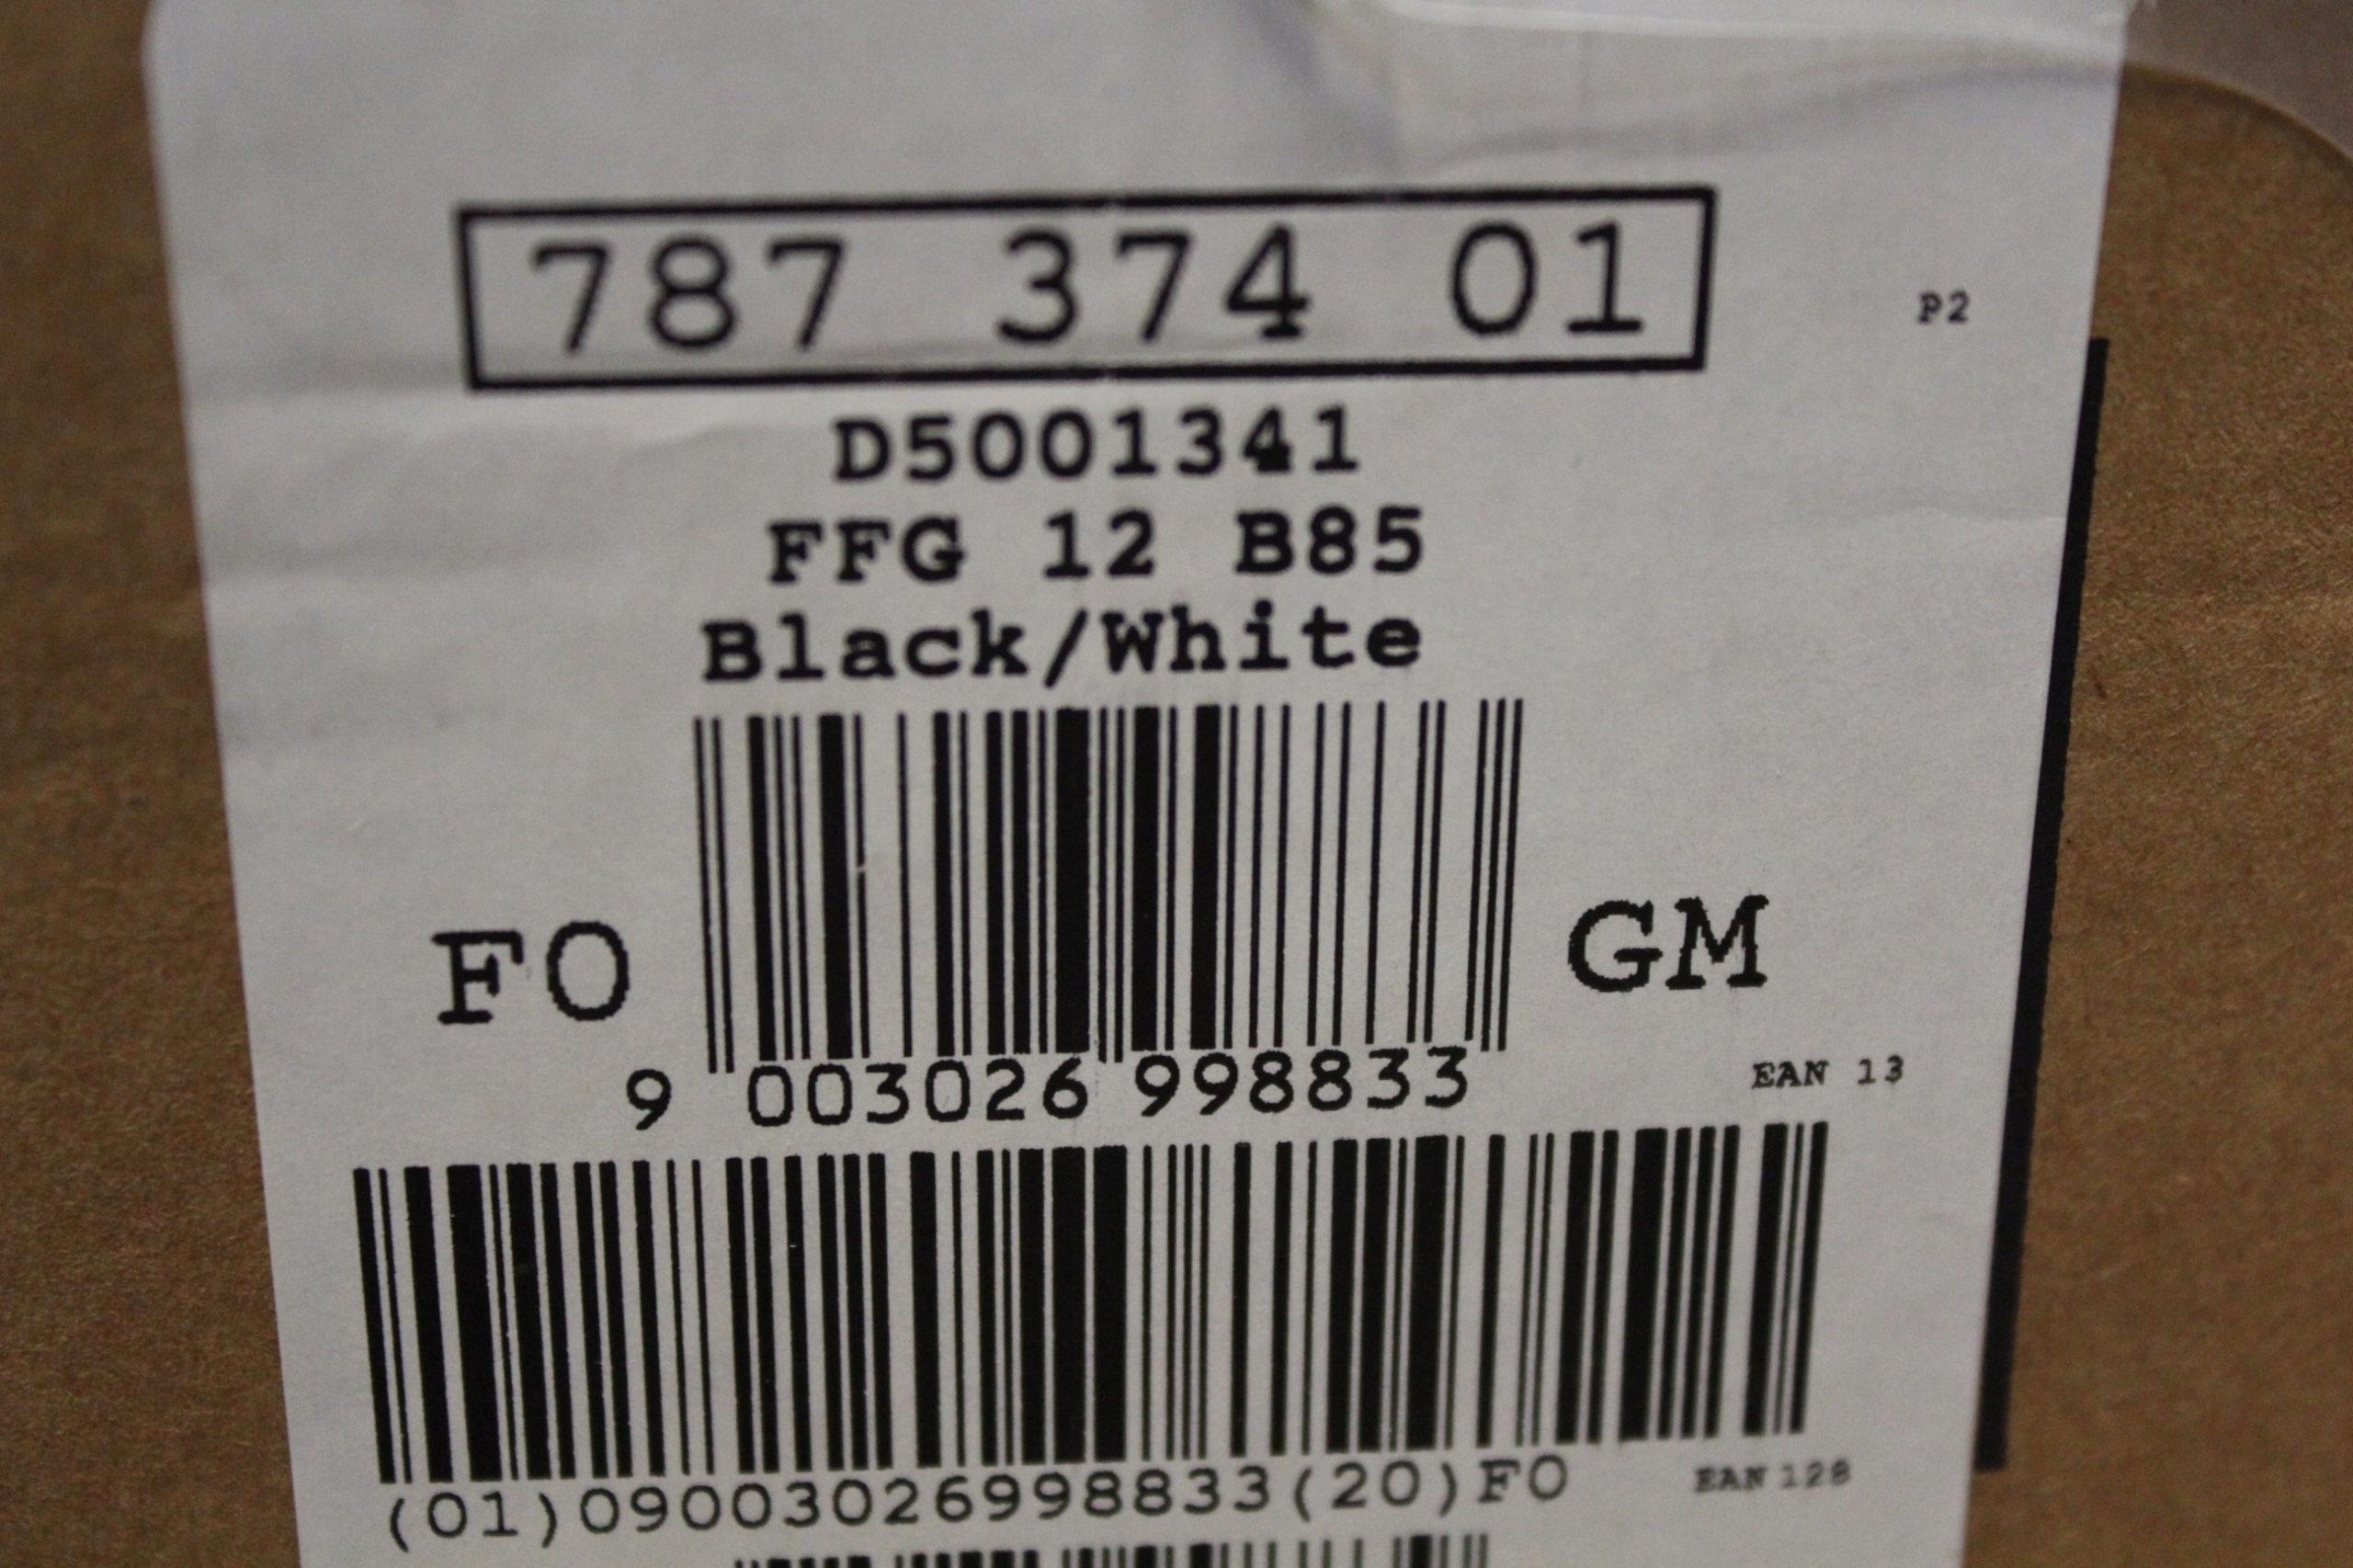 787 374 01
P2
D5001341
FFG 12 B85
Black/White
FO
GM
9 003026 998833
EAN 13
(01)09003026998833(20)FO
EAN 128